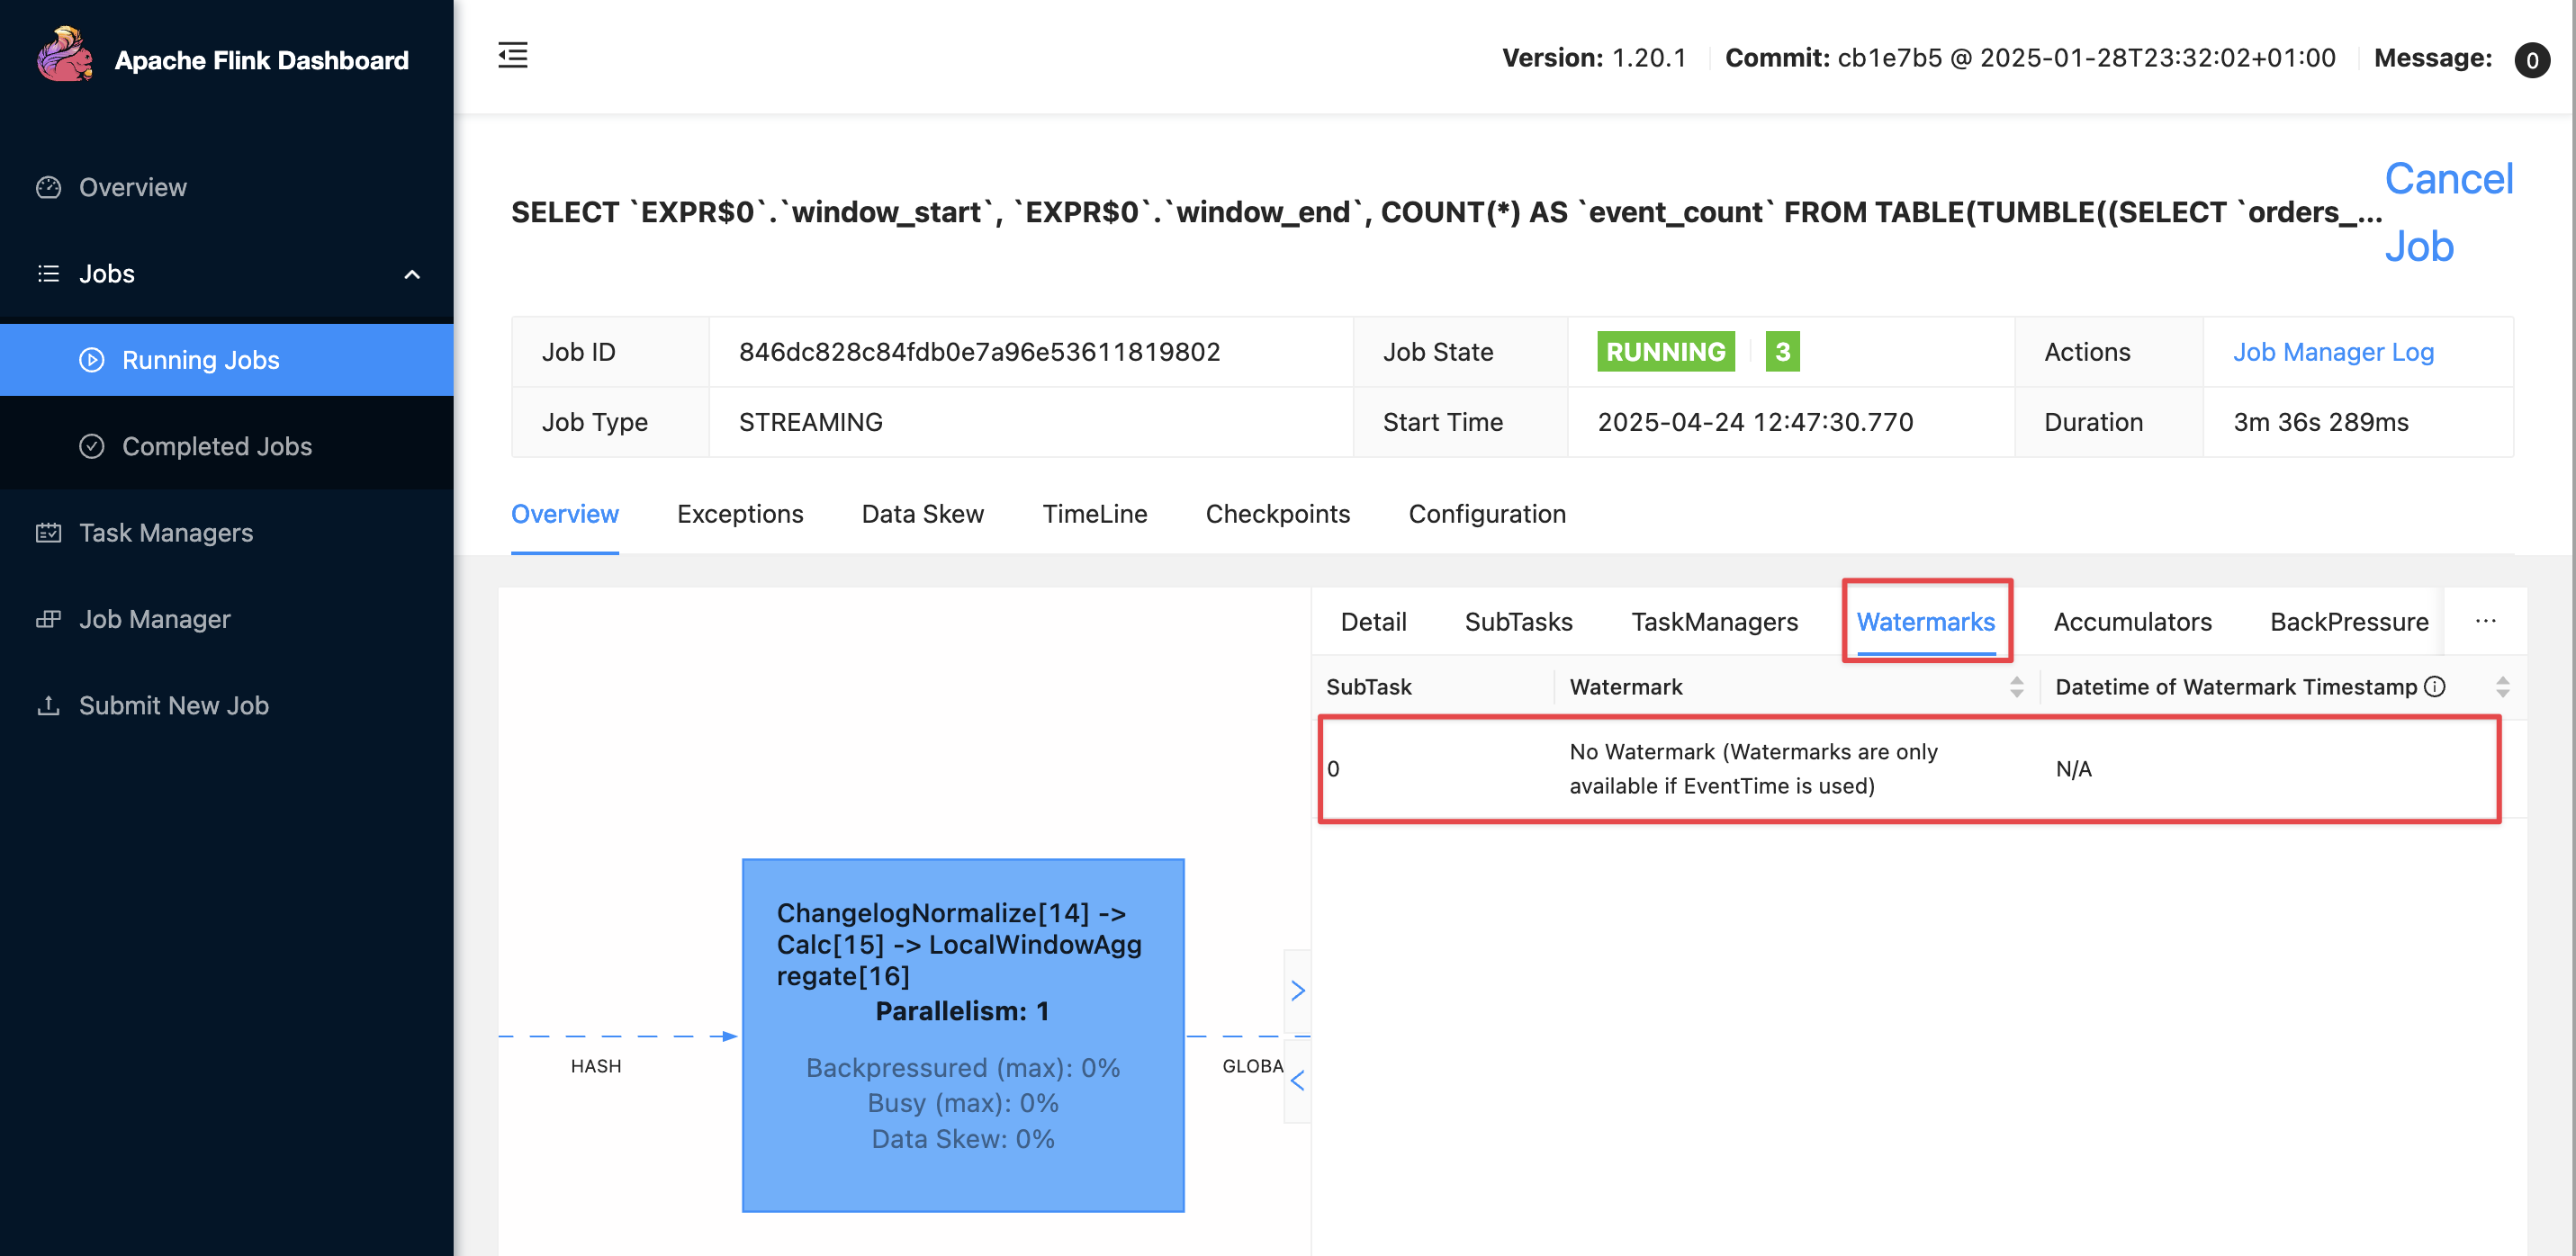 Apache Flink Dashboard
Version: 1.20.1
Commit: cb1e7b5 @ 2025-01-28T23:32:02+01:00
Message: 0
Overview
Jobs
Running Jobs
Completed Jobs
Task Managers
Job Manager
Submit New Job
SELECT `EXPR$0`.`window_start`, `EXPR$0`.`window_end`, COUNT(*) AS `event_count` FROM TABLE(TUMBLE((SELECT `orders_...
Cancel
Job
Job ID 846dc828c84fdb0e7a96e53611819802 Job State RUNNING 3 Actions Job Manager Log
Job Type STREAMING Start Time 2025-04-24 12:47:30.770 Duration 3m 36s 289ms
Overview Exceptions Data Skew TimeLine Checkpoints Configuration
Detail SubTasks TaskManagers Watermarks Accumulators BackPressure ...
SubTask Watermark Datetime of Watermark Timestamp
0 No Watermark (Watermarks are only
available if EventTime is used) N/A
ChangelogNormalize[14] ->
Calc[15] -> LocalWindowAgg
regate[16]
Parallelism: 1
Backpressured (max): 0%
Busy (max): 0%
Data Skew: 0%
HASH
GLOBA